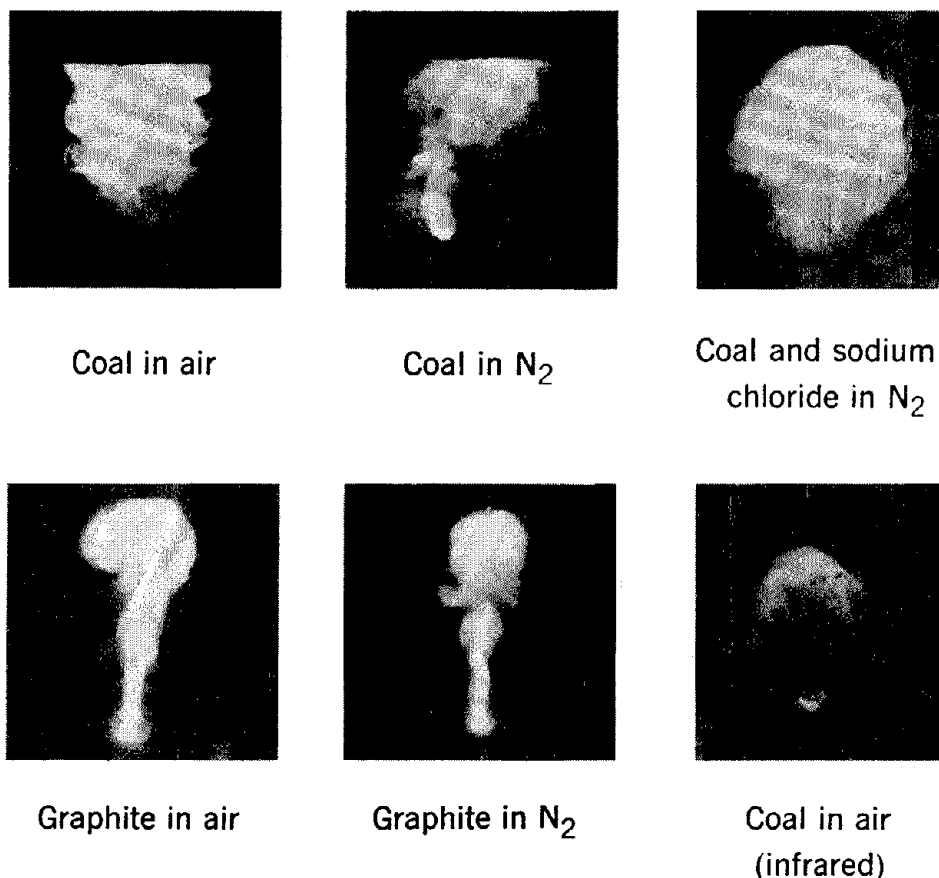 Coal in air
Coal in N2
Coal and sodium
chloride in N2
Graphite in air
Graphite in N2
Coal in air
(infrared)